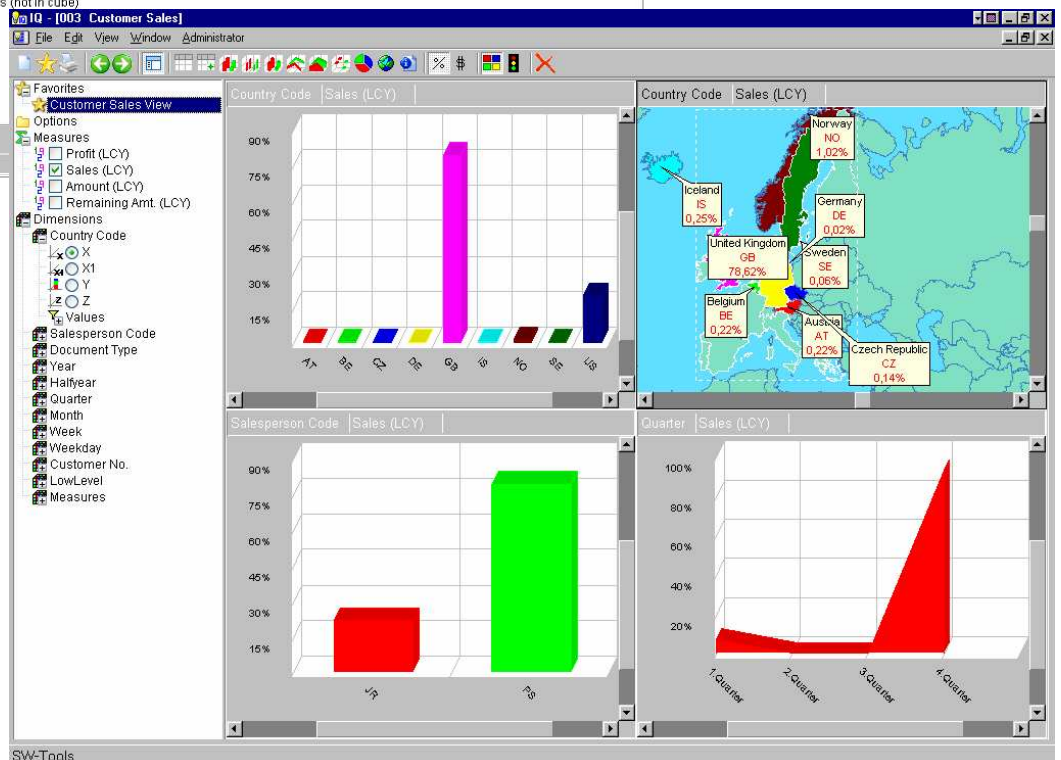 s (not in cube)
IQ - [003 Customer Sales]
File Edit View Window Administrator
Favorites
Customer Sales View
Options
Measures
Profit (LCY)
Sales (LCY)
Amount (LCY)
Remaining Amt. (LCY)
Dimensions
Country Code
X
X1
Y
Z
Values
Salesperson Code
Document Type
Year
Halfyear
Quarter
Month
Week
Weekday
Customer No.
LowLevel
Measures
Country Code Sales (LCY)
90%
75%
60%
45%
30%
15%
AT BE CZ DE GB IS NO SE US
Country Code Sales (LCY)
Norway
NO
1,02%
Iceland
IS
0,25%
Germany
DE
0,02%
United Kingdom
GB
78,62%
Sweden
SE
0,06%
Belgium
BE
0,22%
Austria
AT
0,22%
Czech Republic
CZ
0,14%
Salesperson Code Sales (LCY)
90%
75%
60%
45%
30%
15%
JR PS
Quarter Sales (LCY)
100%
80%
60%
40%
20%
1.Quarter 2.Quarter 3.Quarter 4.Quarter
SW-Tools